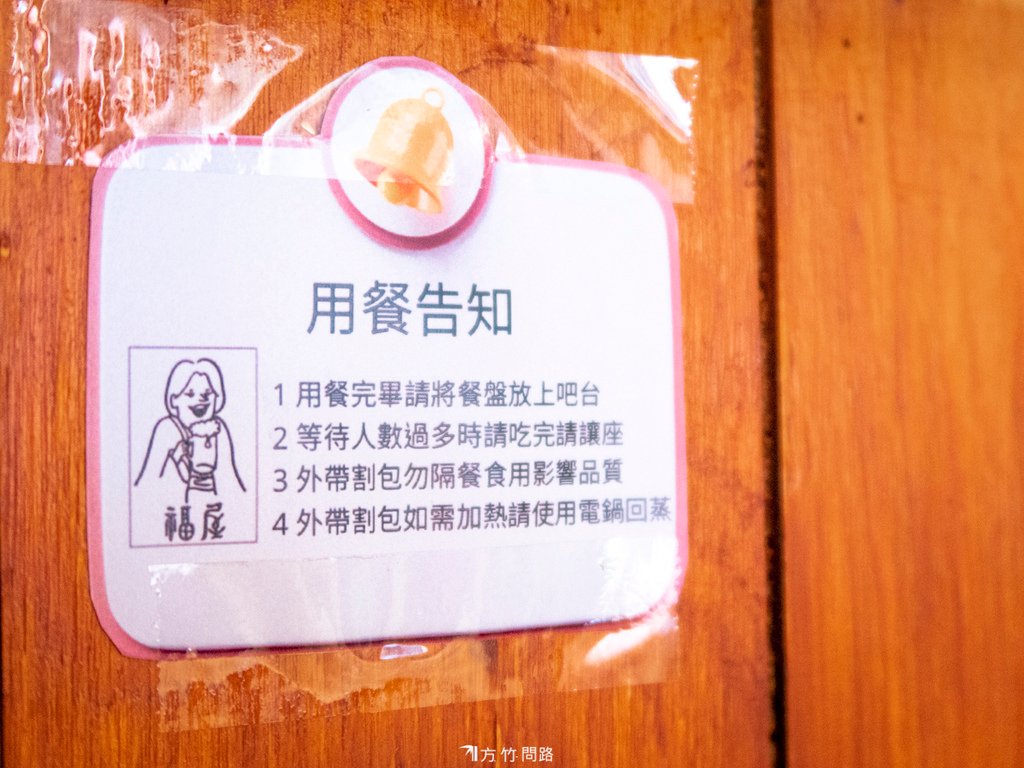 用餐告知
1 用餐完畢請將餐盤放上吧台
2 等待人數過多時請吃完請讓座
3 外帶割包勿隔餐食用影響品質
4 外帶割包如需加熱請使用電鍋回蒸
福屋
方竹問路